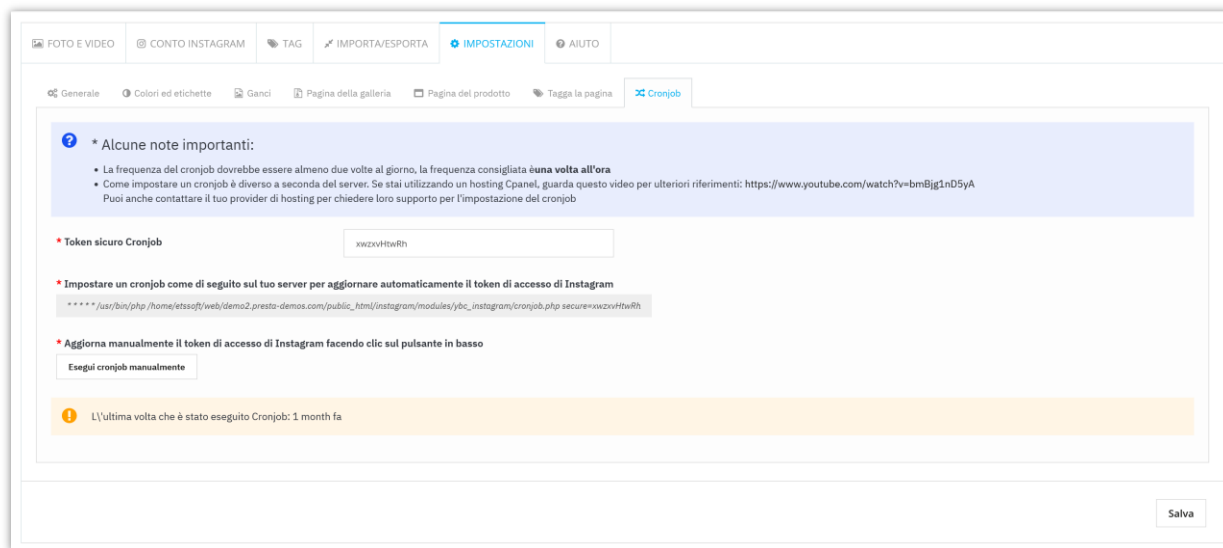 FOTO E VIDEO CONTO INSTAGRAM TAG IMPORTA/ESPORTA IMPOSTAZIONI AIUTO
Generale Colori ed etichette Ganci Pagina della galleria Pagina del prodotto Tagga la pagina Cronjob
* Alcune note importanti:
• La frequenza del cronjob dovrebbe essere almeno due volte al giorno, la frequenza consigliata èuna volta all'ora
• Come impostare un cronjob è diverso a seconda del server. Se stai utilizzando un hosting Cpanel, guarda questo video per ulteriori riferimenti: https://www.youtube.com/watch?v=bmBjg1nD5yA
Puoi anche contattare il tuo provider di hosting per chiedere loro supporto per l'impostazione del cronjob
* Token sicuro Cronjob xwzxvHtwRh
* Impostare un cronjob come di seguito sul tuo server per aggiornare automaticamente il token di accesso di Instagram
* * * * * /usr/bin/php /home/etssoft/web/demo2.presta-demos.com/public_html/instagram/modules/ybc_instagram/cronjob.php secure=xwzxvHtwRh
* Aggiorna manualmente il token di accesso di Instagram facendo clic sul pulsante in basso
Esegui cronjob manualmente
L\'ultima volta che è stato eseguito Cronjob: 1 month fa
Salva